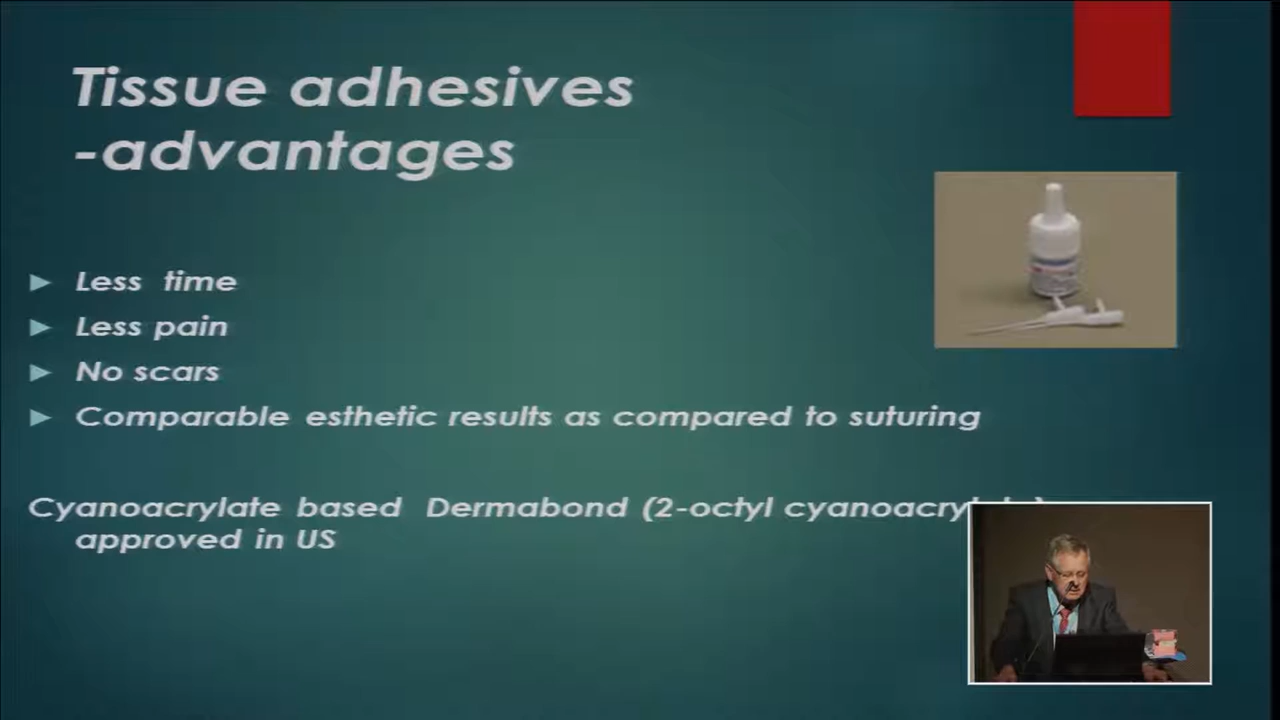 Tissue adhesives
-advantages
Less time
Less pain
No scars
Comparable esthetic results as compared to suturing
Cyanoacrylate based Dermabond (2-octyl
approved in US